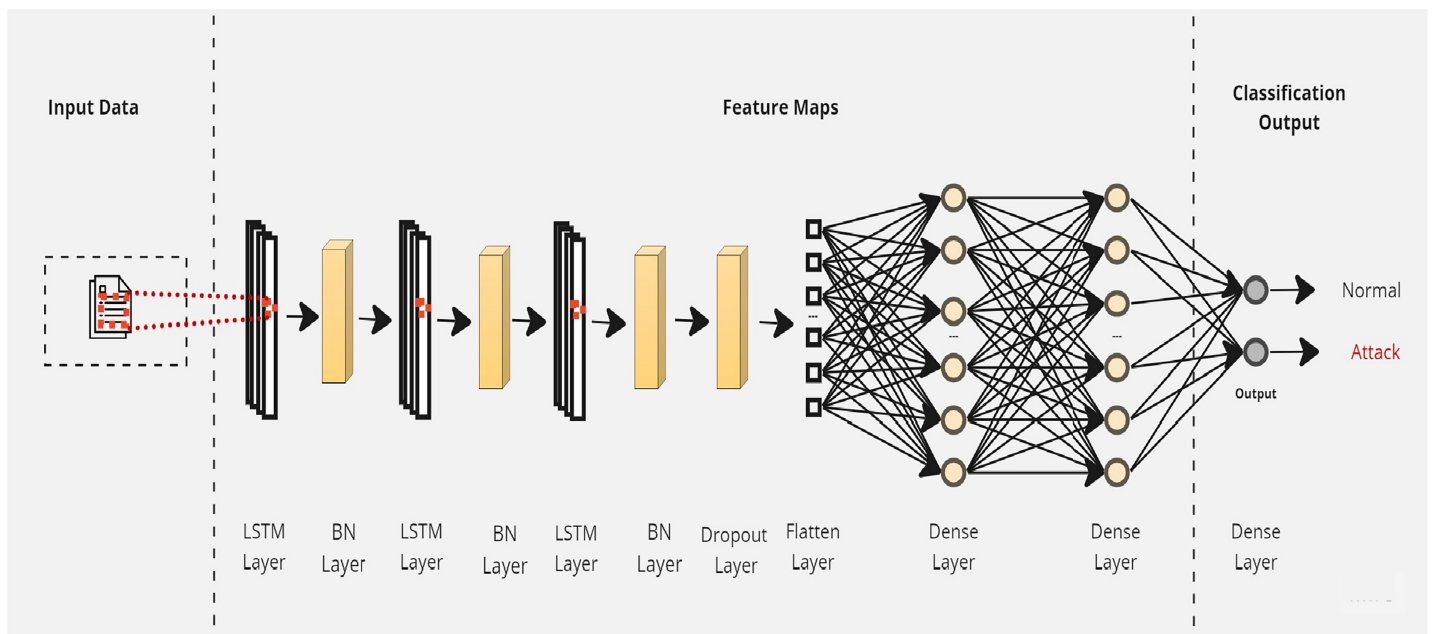 Input Data
Feature Maps
Classification
Output
Normal
Attack
Output
LSTM
Layer
BN
Layer
LSTM
Layer
BN
Layer
LSTM
Layer
BN
Layer
Dropout
Layer
Flatten
Layer
Dense
Layer
Dense
Layer
Dense
Layer